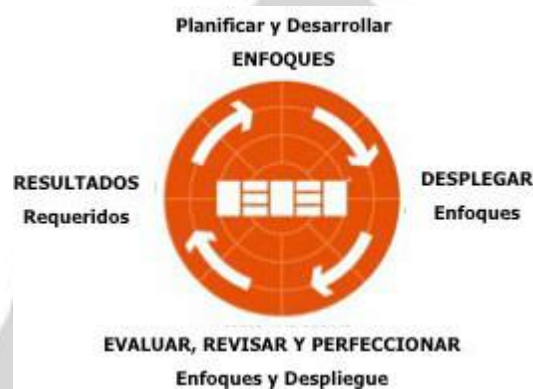 Planificar y Desarrollar
ENFOQUES
RESULTADOS
Requeridos
DESPLEGAR
Enfoques
EVALUAR, REVISAR Y PERFECCIONAR
Enfoques y Despliegue